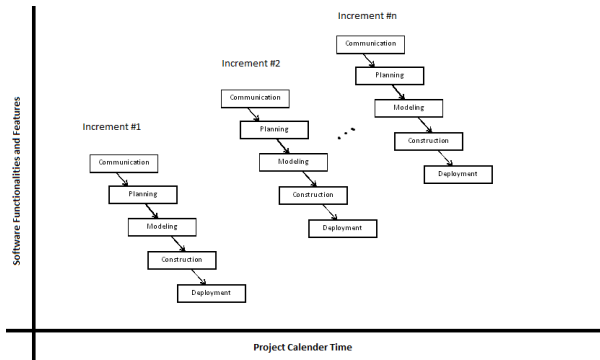 Increment #n
Communication
Planning
Modeling
Construction
Deployment
Increment #2
Communication
Planning
Modeling
Construction
Deployment
Increment #1
Communication
Planning
Modeling
Construction
Deployment
Software Functionalities and Features
Project Calender Time